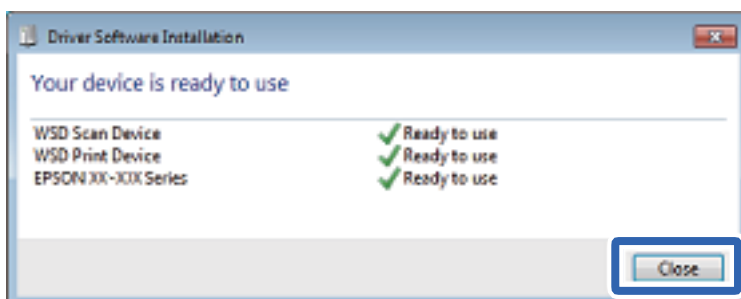 Driver Software Installation
Your device is ready to use
WSD Scan Device Ready to use
WSD Print Device Ready to use
EPSON XX-XXX Series Ready to use
Close